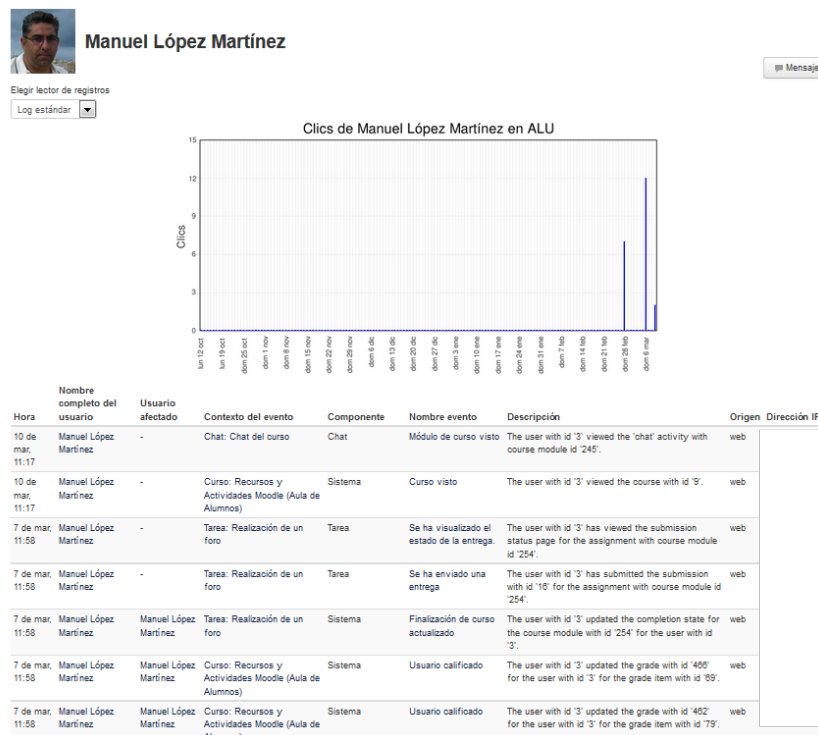 Manuel López Martínez
Mensaje
Elegir lector de registros
Log estándar
Clics de Manuel López Martínez en ALU
15
12
9
6
3
0
Clics
lun 12 oct
lun 19 oct
dom 25 oct
dom 1 nov
dom 8 nov
dom 15 nov
dom 22 nov
dom 29 nov
dom 6 dic
dom 13 dic
dom 20 dic
dom 27 dic
dom 3 ene
dom 10 ene
dom 17 ene
dom 24 ene
dom 31 ene
dom 7 feb
dom 14 feb
dom 21 feb
dom 28 feb
dom 6 mar
Hora Nombre completo del usuario Usuario afectado Contexto del evento Componente Nombre evento Descripción Origen Dirección IP
10 de mar, 11:17 Manuel López Martínez - Chat: Chat del curso Chat Módulo de curso visto The user with id '3' viewed the 'chat' activity with course module id '245'. web
10 de mar, 11:17 Manuel López Martínez - Curso: Recursos y Actividades Moodle (Aula de Alumnos) Sistema Curso visto The user with id '3' viewed the course with id '9'. web
7 de mar, 11:58 Manuel López Martínez - Tarea: Realización de un foro Tarea Se ha visualizado el estado de la entrega. The user with id '3' has viewed the submission status page for the assignment with course module id '254'. web
7 de mar, 11:58 Manuel López Martínez - Tarea: Realización de un foro Tarea Se ha enviado una entrega The user with id '3' has submitted the submission with id '16' for the assignment with course module id '254'. web
7 de mar, 11:58 Manuel López Martínez Manuel López Martínez Tarea: Realización de un foro Sistema Finalización de curso actualizado The user with id '3' updated the completion state for the course module with id '254' for the user with id '3'. web
7 de mar, 11:58 Manuel López Martínez Manuel López Martínez Curso: Recursos y Actividades Moodle (Aula de Alumnos) Sistema Usuario calificado The user with id '3' updated the grade with id '466' for the user with id '3' for the grade item with id '69'. web
7 de mar, 11:58 Manuel López Martínez Manuel López Martínez Curso: Recursos y Actividades Moodle (Aula de Sistema Usuario calificado The user with id '3' updated the grade with id '462' for the user with id '3' for the grade item with id '79'. web